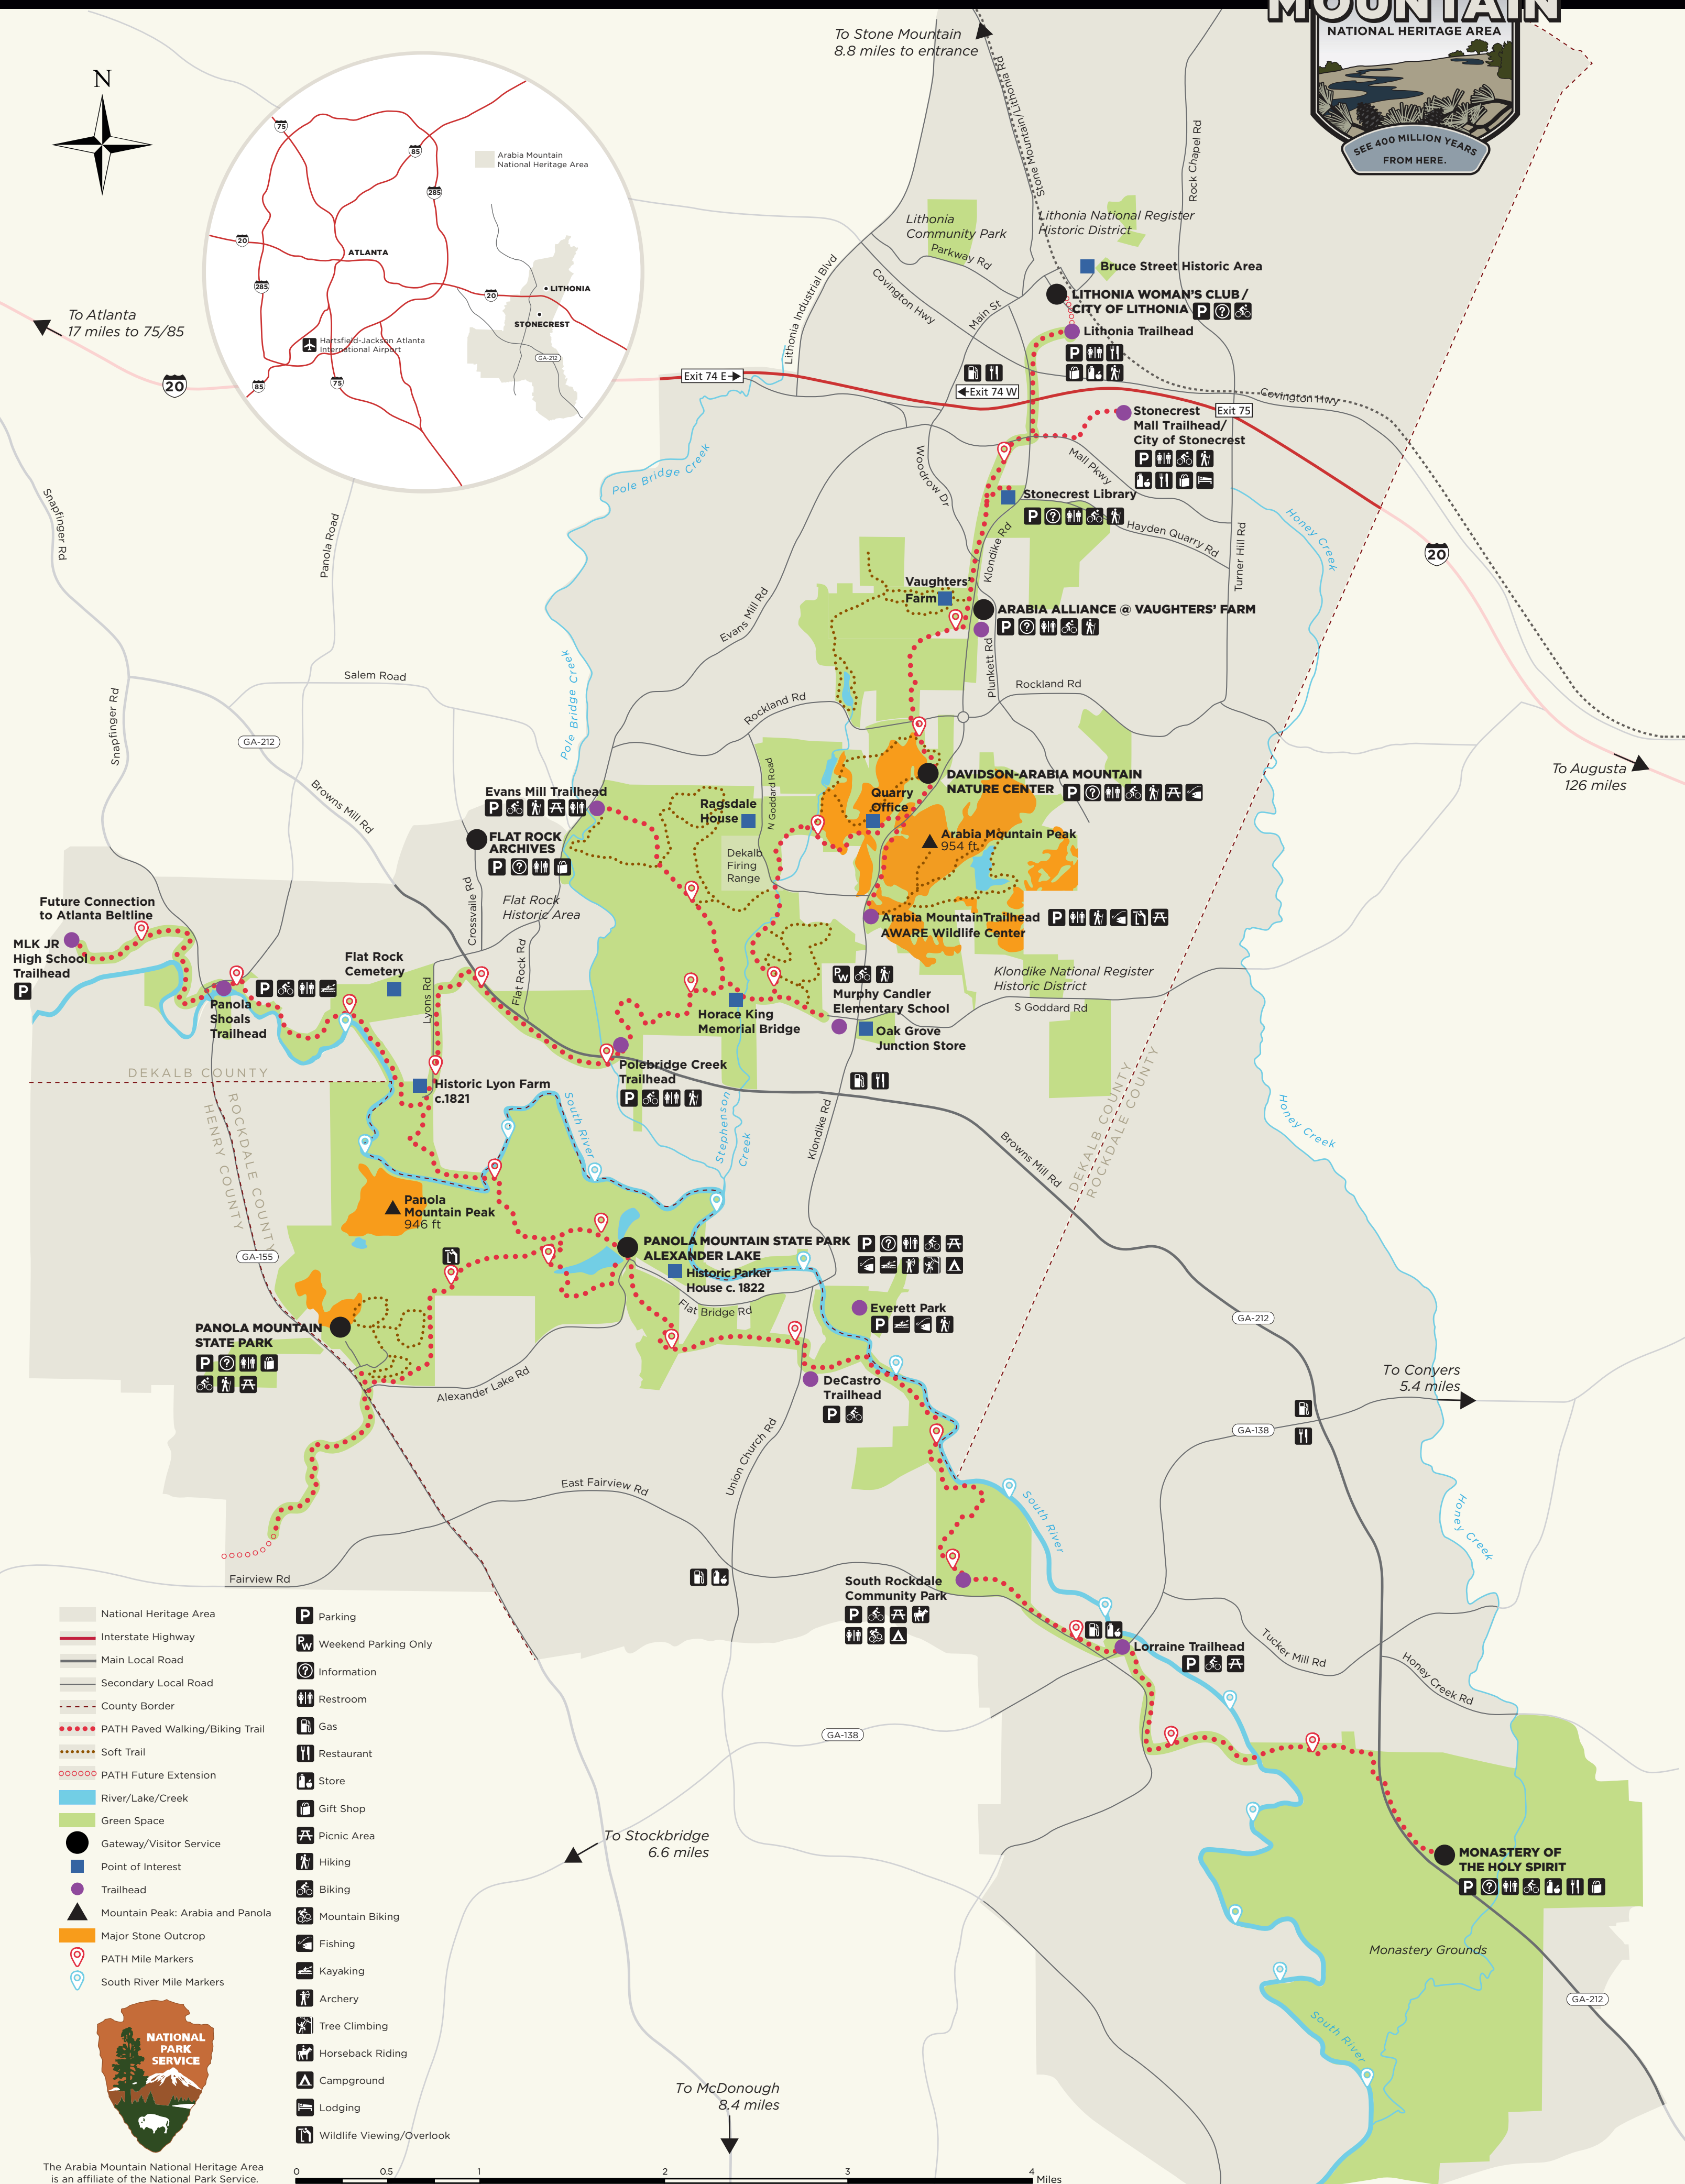 MOUNTAIN
NATIONAL HERITAGE AREA
SEE 400 MILLION YEARS
FROM HERE.
To Stone Mountain
8.8 miles to entrance
N
75
85
285
20
ATLANTA
285
20
LITHONIA
STONECREST
GA-212
Hartsfield-Jackson Atlanta
International Airport
85
75
Arabia Mountain
National Heritage Area
To Atlanta
17 miles to 75/85
20
Stone Mountain/Lithonia Rd
Rock Chapel Rd
Lithonia
Community Park
Lithonia National Register
Historic District
Parkway Rd
Lithonia Industrial Blvd
Covington Hwy
Main St
Bruce Street Historic Area
LITHONIA WOMAN'S CLUB /
CITY OF LITHONIA
Lithonia Trailhead
Exit 74 E
Exit 74 W
Exit 75
Covington Hwy
Stonecrest
Mall Trailhead/
City of Stonecrest
Mall Pkwy
Woodrow Dr
Pole Bridge Creek
Stonecrest Library
Hayden Quarry Rd
Klondike Rd
Turner Hill Rd
Honey Creek
20
Snapfinger Rd
Panola Road
Evans Mill Rd
Vaughters'
Farm
ARABIA ALLIANCE @ VAUGHTERS' FARM
Plunkett Rd
Rockland Rd
Rockland Rd
Salem Road
Pole Bridge Creek
Snapfinger Rd
GA-212
Browns Mill Rd
To Augusta
126 miles
DAVIDSON-ARABIA MOUNTAIN
NATURE CENTER
Quarry
Office
Arabia Mountain Peak
954 ft
N Goddard Road
Evans Mill Trailhead
Ragsdale
House
Dekalb
Firing
Range
FLAT ROCK
ARCHIVES
Flat Rock
Historic Area
Crossvalle Rd
Flat Rock Rd
Arabia MountainTrailhead
AWARE Wildlife Center
Future Connection
to Atlanta Beltline
MLK JR
High School
Trailhead
Flat Rock
Cemetery
Panola
Shoals
Trailhead
Lyons Rd
Klondike National Register
Historic District
S Goddard Rd
Murphy Candler
Elementary School
Oak Grove
Junction Store
Horace King
Memorial Bridge
Polebridge Creek
Trailhead
DEKALB COUNTY
ROCKDALE COUNTY
HENRY COUNTY
Historic Lyon Farm
c.1821
South River
Stephenson
Creek
Klondike Rd
Browns Mill Rd
DEKALB COUNTY
ROCKDALE COUNTY
Honey Creek
Panola
Mountain Peak
946 ft
GA-155
PANOLA MOUNTAIN STATE PARK
ALEXANDER LAKE
Historic Parker
House c. 1822
Flat Bridge Rd
Everett Park
PANOLA MOUNTAIN
STATE PARK
Alexander Lake Rd
DeCastro
Trailhead
GA-212
To Conyers
5.4 miles
GA-138
Union Church Rd
East Fairview Rd
South River
Honey Creek
Fairview Rd
South Rockdale
Community Park
Lorraine Trailhead
Tucker Mill Rd
Honey Creek Rd
GA-138
To Stockbridge
6.6 miles
MONASTERY OF
THE HOLY SPIRIT
Monastery Grounds
GA-212
South River
To McDonough
8.4 miles
National Heritage Area
Interstate Highway
Main Local Road
Secondary Local Road
County Border
PATH Paved Walking/Biking Trail
Soft Trail
PATH Future Extension
River/Lake/Creek
Green Space
Gateway/Visitor Service
Point of Interest
Trailhead
Mountain Peak: Arabia and Panola
Major Stone Outcrop
PATH Mile Markers
South River Mile Markers
P Parking
PW Weekend Parking Only
? Information
Restroom
Gas
Restaurant
Store
Gift Shop
Picnic Area
Hiking
Biking
Mountain Biking
Fishing
Kayaking
Archery
Tree Climbing
Horseback Riding
Campground
Lodging
Wildlife Viewing/Overlook
NATIONAL
PARK
SERVICE
The Arabia Mountain National Heritage Area
is an affiliate of the National Park Service.
0 0.5 1 2 3 4 Miles